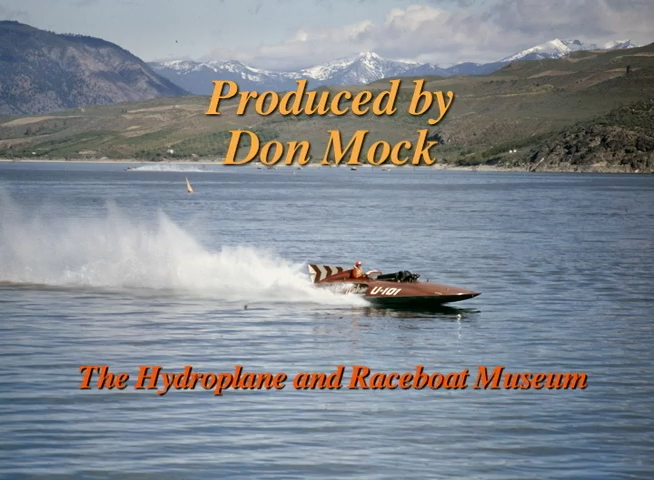 Produced by
Don Mock
U-101
The Hydroplane and Raceboat Museum